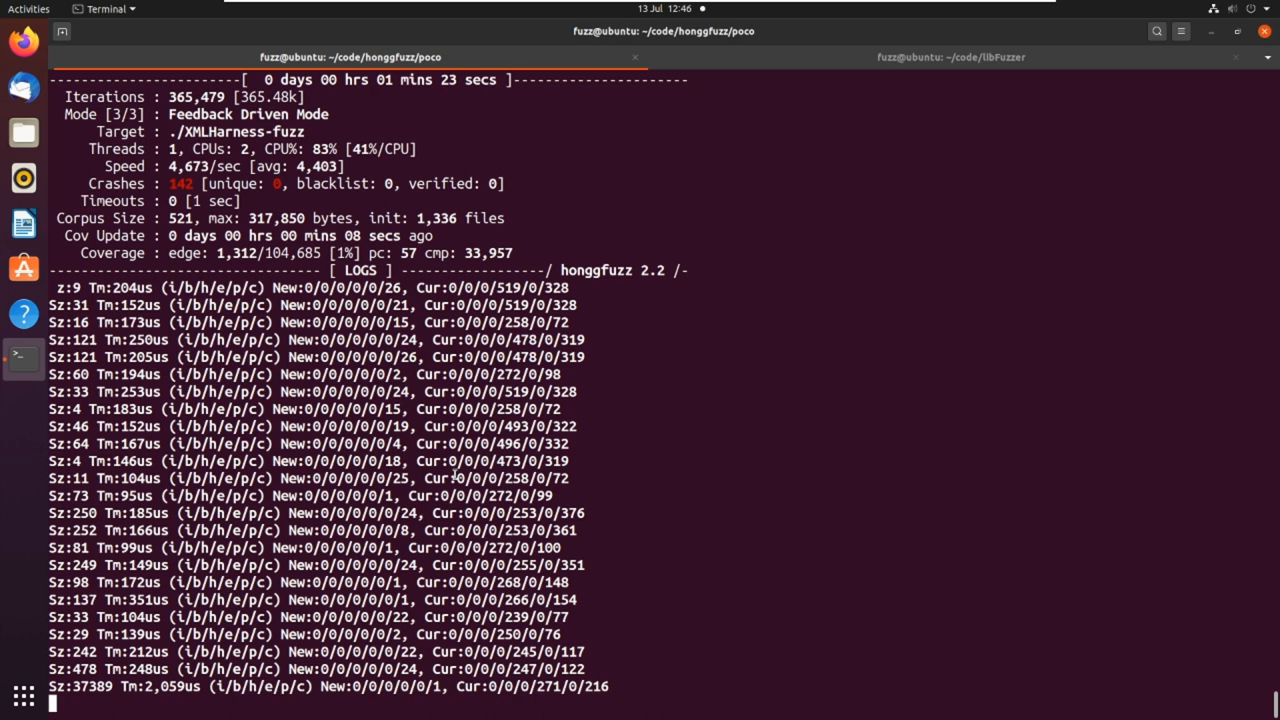 Activities Terminal 13 Jul 12:46
fuzz@ubuntu: ~/code/honggfuzz/poco
fuzz@ubuntu: ~/code/honggfuzz/poco × fuzz@ubuntu: ~/code/libFuzzer ×
------------------------[  0 days 00 hrs 01 mins 23 secs ]----------------------
Iterations : 365,479 [365.48k]
Mode [3/3] : Feedback Driven Mode
Target : ./XMLHarness-fuzz
Threads : 1, CPUs: 2, CPU%: 83% [41%/CPU]
Speed : 4,673/sec [avg: 4,403]
Crashes : 142 [unique: 0, blacklist: 0, verified: 0]
Timeouts : 0 [1 sec]
Corpus Size : 521, max: 317,850 bytes, init: 1,336 files
Cov Update : 0 days 00 hrs 00 mins 08 secs ago
Coverage : edge: 1,312/104,685 [1%] pc: 57 cmp: 33,957
---------------------------------- [ LOGS ] ------------------/ honggfuzz 2.2 /-
z:9 Tm:204us (i/b/h/e/p/c) New:0/0/0/0/0/26, Cur:0/0/0/519/0/328
Sz:31 Tm:152us (i/b/h/e/p/c) New:0/0/0/0/0/21, Cur:0/0/0/519/0/328
Sz:16 Tm:173us (i/b/h/e/p/c) New:0/0/0/0/0/15, Cur:0/0/0/258/0/72
Sz:121 Tm:250us (i/b/h/e/p/c) New:0/0/0/0/0/24, Cur:0/0/0/478/0/319
Sz:121 Tm:205us (i/b/h/e/p/c) New:0/0/0/0/0/26, Cur:0/0/0/478/0/319
Sz:60 Tm:194us (i/b/h/e/p/c) New:0/0/0/0/0/2, Cur:0/0/0/272/0/98
Sz:33 Tm:253us (i/b/h/e/p/c) New:0/0/0/0/0/24, Cur:0/0/0/519/0/328
Sz:4 Tm:183us (i/b/h/e/p/c) New:0/0/0/0/0/15, Cur:0/0/0/258/0/72
Sz:46 Tm:152us (i/b/h/e/p/c) New:0/0/0/0/0/19, Cur:0/0/0/493/0/322
Sz:64 Tm:167us (i/b/h/e/p/c) New:0/0/0/0/0/4, Cur:0/0/0/496/0/332
Sz:4 Tm:146us (i/b/h/e/p/c) New:0/0/0/0/0/18, Cur:0/0/0/473/0/319
Sz:11 Tm:104us (i/b/h/e/p/c) New:0/0/0/0/0/25, Cur:0/0/0/258/0/72
Sz:73 Tm:95us (i/b/h/e/p/c) New:0/0/0/0/0/1, Cur:0/0/0/272/0/99
Sz:250 Tm:185us (i/b/h/e/p/c) New:0/0/0/0/0/24, Cur:0/0/0/253/0/376
Sz:252 Tm:166us (i/b/h/e/p/c) New:0/0/0/0/0/8, Cur:0/0/0/253/0/361
Sz:81 Tm:99us (i/b/h/e/p/c) New:0/0/0/0/0/1, Cur:0/0/0/272/0/100
Sz:249 Tm:149us (i/b/h/e/p/c) New:0/0/0/0/0/24, Cur:0/0/0/255/0/351
Sz:98 Tm:172us (i/b/h/e/p/c) New:0/0/0/0/0/1, Cur:0/0/0/268/0/148
Sz:137 Tm:351us (i/b/h/e/p/c) New:0/0/0/0/0/1, Cur:0/0/0/266/0/154
Sz:33 Tm:104us (i/b/h/e/p/c) New:0/0/0/0/0/22, Cur:0/0/0/239/0/77
Sz:29 Tm:139us (i/b/h/e/p/c) New:0/0/0/0/0/2, Cur:0/0/0/250/0/76
Sz:242 Tm:212us (i/b/h/e/p/c) New:0/0/0/0/0/22, Cur:0/0/0/245/0/117
Sz:478 Tm:248us (i/b/h/e/p/c) New:0/0/0/0/0/24, Cur:0/0/0/247/0/122
Sz:37389 Tm:2,059us (i/b/h/e/p/c) New:0/0/0/0/0/1, Cur:0/0/0/271/0/216